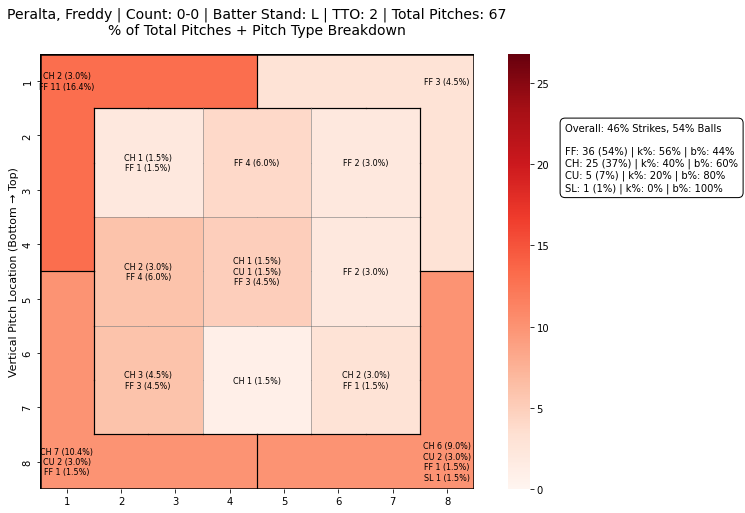 Peralta, Freddy | Count: 0-0 | Batter Stand: L | TTO: 2 | Total Pitches: 67
% of Total Pitches + Pitch Type Breakdown
Vertical Pitch Location (Bottom → Top)
1
2
3
4
5
6
7
8
CH 2 (3.0%)
FF 11 (16.4%)
FF 3 (4.5%)
CH 1 (1.5%)
FF 1 (1.5%)
FF 4 (6.0%)
FF 2 (3.0%)
CH 2 (3.0%)
FF 4 (6.0%)
CH 1 (1.5%)
CU 1 (1.5%)
FF 3 (4.5%)
FF 2 (3.0%)
CH 3 (4.5%)
FF 3 (4.5%)
CH 1 (1.5%)
CH 2 (3.0%)
FF 1 (1.5%)
CH 7 (10.4%)
CU 2 (3.0%)
FF 1 (1.5%)
CH 6 (9.0%)
CU 2 (3.0%)
FF 1 (1.5%)
SL 1 (1.5%)
1 2 3 4 5 6 7 8
25
20
15
10
5
0
Overall: 46% Strikes, 54% Balls
FF: 36 (54%) | k%: 56% | b%: 44%
CH: 25 (37%) | k%: 40% | b%: 60%
CU: 5 (7%) | k%: 20% | b%: 80%
SL: 1 (1%) | k%: 0% | b%: 100%